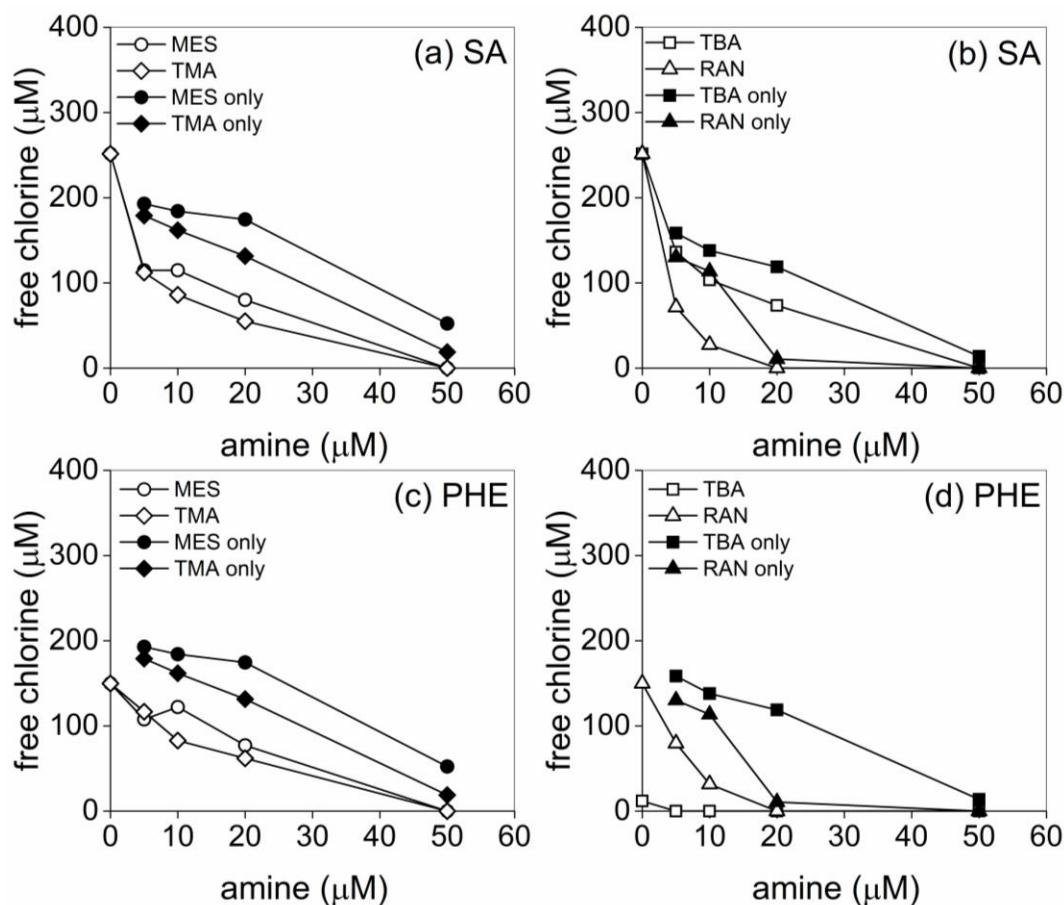 (a) SA
MES
TMA
MES only
TMA only
400
300
200
100
0
0 10 20 30 40 50 60
free chlorine (μM)
amine (μM)
(b) SA
TBA
RAN
TBA only
RAN only
400
300
200
100
0
0 10 20 30 40 50 60
free chlorine (μM)
amine (μM)
(c) PHE
MES
TMA
MES only
TMA only
400
300
200
100
0
0 10 20 30 40 50 60
free chlorine (μM)
amine (μM)
(d) PHE
TBA
RAN
TBA only
RAN only
400
300
200
100
0
0 10 20 30 40 50 60
free chlorine (μM)
amine (μM)